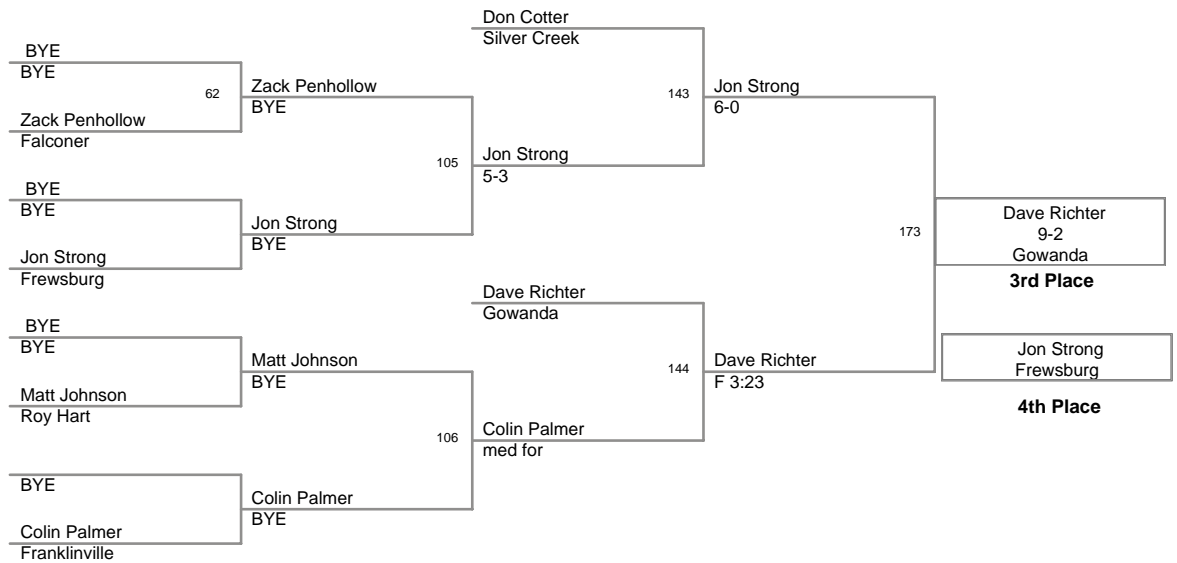 BYE
BYE
62
Zack Penhollow
Falconer
BYE
BYE
Jon Strong
Frewsburg
BYE
BYE
Matt Johnson
Roy Hart
BYE
Colin Palmer
Franklinville
Zack Penhollow
BYE
105
Jon Strong
BYE
Matt Johnson
BYE
106
Colin Palmer
BYE
Don Cotter
Silver Creek
143
Jon Strong
5-3
Dave Richter
Gowanda
144
Colin Palmer
med for
Jon Strong
6-0
173
Dave Richter
F 3:23
Dave Richter
9-2
Gowanda
3rd Place
Jon Strong
Frewsburg
4th Place